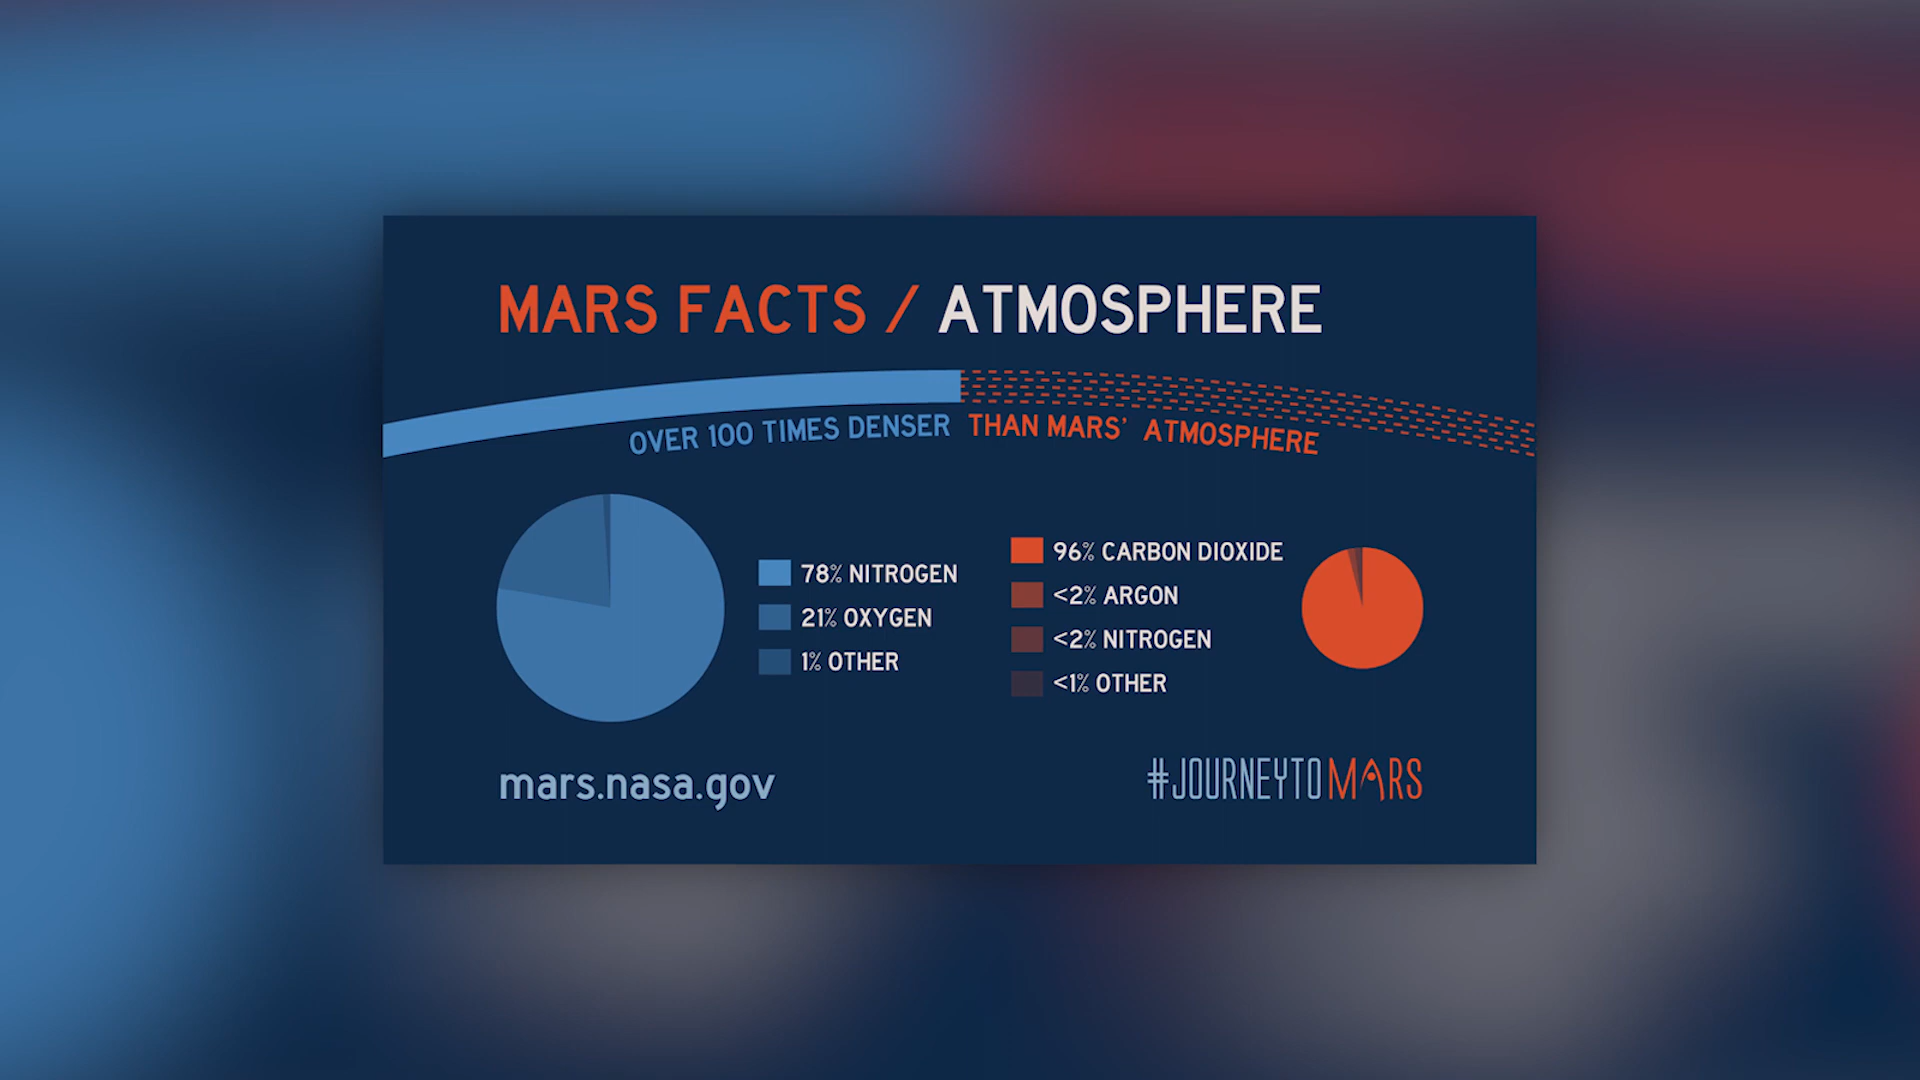 MARS FACTS / ATMOSPHERE
OVER 100 TIMES DENSER THAN MARS' ATMOSPHERE
78% NITROGEN
21% OXYGEN
1% OTHER
96% CARBON DIOXIDE
<2% ARGON
<2% NITROGEN
<1% OTHER
mars.nasa.gov
#JOURNEYTOMARS